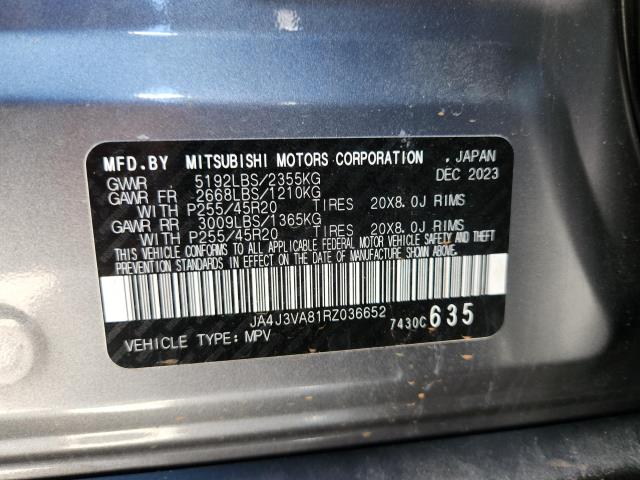 MFD.BY MITSUBISHI MOTORS CORPORATION . JAPAN
GVWR . 5192LBS/2355KG DEC 2023
GAWR FR 2668LBS/1210KG
WITH P255/45R20 TIRES 20X8.0J RIMS
GAWR RR 3009LBS/1365KG
WITH P255/45R20 TIRES 20X8.0J RIMS
THIS VEHICLE CONFORMS TO ALL APPLICABLE FEDERAL MOTOR VEHICLE SAFETY AND THEFT
PREVENTION STANDARDS IN EFFECT ON THE DATE OF MANUFACTURE SHOWN ABOVE.
JA4J3VA81RZ036652 7430C 635
VEHICLE TYPE: MPV